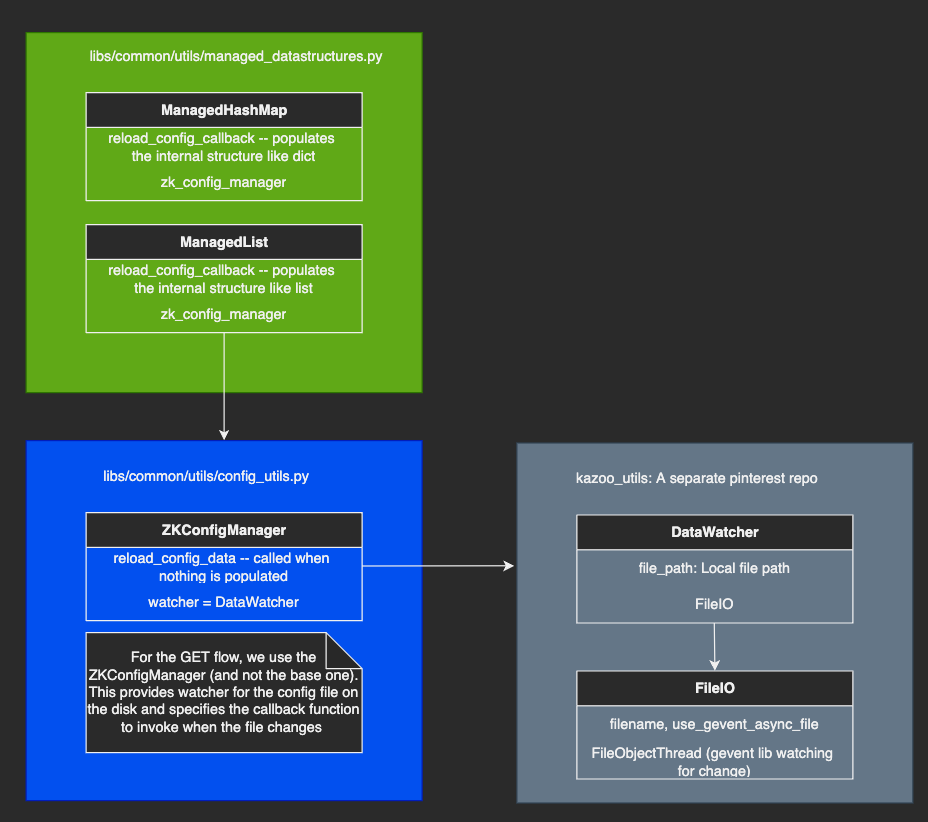 libs/common/utils/managed_datastructures.py
ManagedHashMap
reload_config_callback -- populates
the internal structure like dict
zk_config_manager
ManagedList
reload_config_callback -- populates
the internal structure like list
zk_config_manager
libs/common/utils/config_utils.py
ZKConfigManager
reload_config_data -- called when
nothing is populated
watcher = DataWatcher
For the GET flow, we use the
ZKConfigManager (and not the base one).
This provides watcher for the config file on
the disk and specifies the callback function
to invoke when the file changes
kazoo_utils: A separate pinterest repo
DataWatcher
file_path: Local file path
FileIO
FileIO
filename, use_gevent_async_file
FileObjectThread (gevent lib watching
for change)